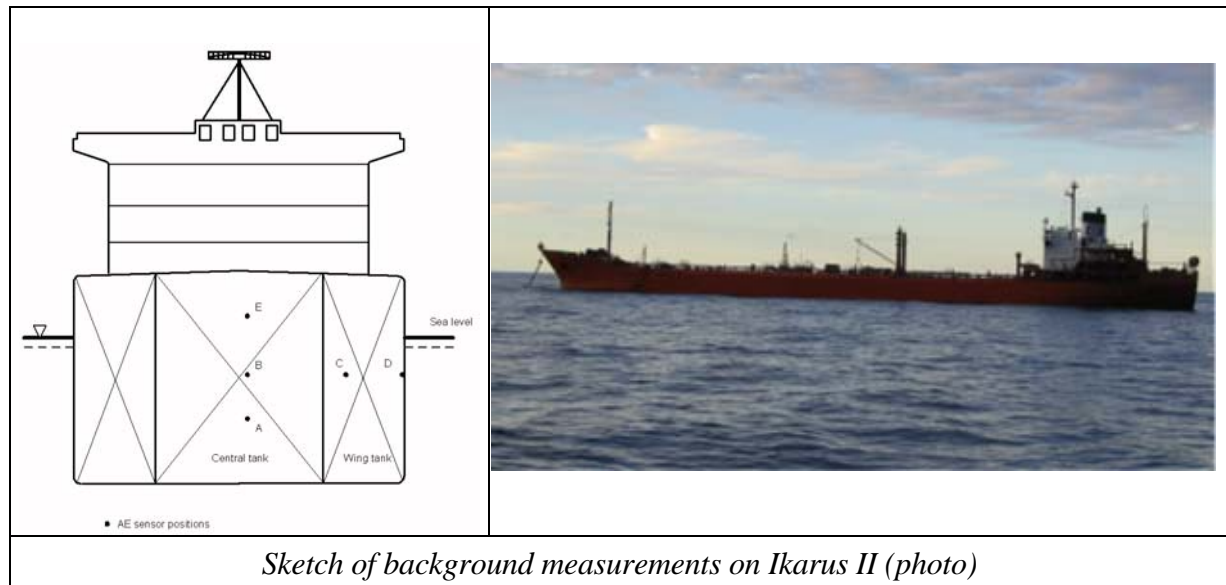 E
Sea level
B
C
D
A
Central tank
Wing tank
AE sensor positions
Sketch of background measurements on Ikarus II (photo)